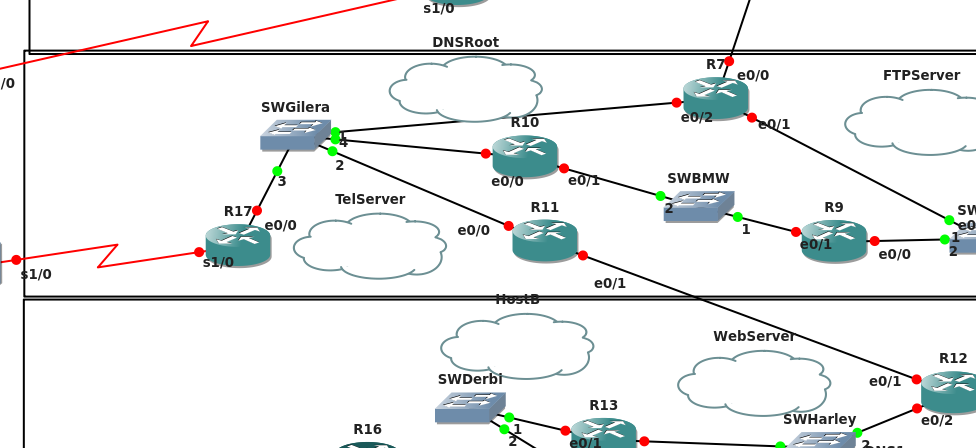 s1/0
/0
DNSRoot
R7
e0/0
FTPServer
SWGilera
e0/2
e0/1
R10
4
2
e0/0
e0/1
3
SWBMW
2
1
TelServer
R17
e0/0
s1/0
R11
e0/0
e0/1
R9
e0/1
e0/0
SW
e0
1
2
s1/0
HostB
WebServer
R12
e0/1
e0/2
SWDerbi
1
2
R13
e0/1
SWHarley
2
R16